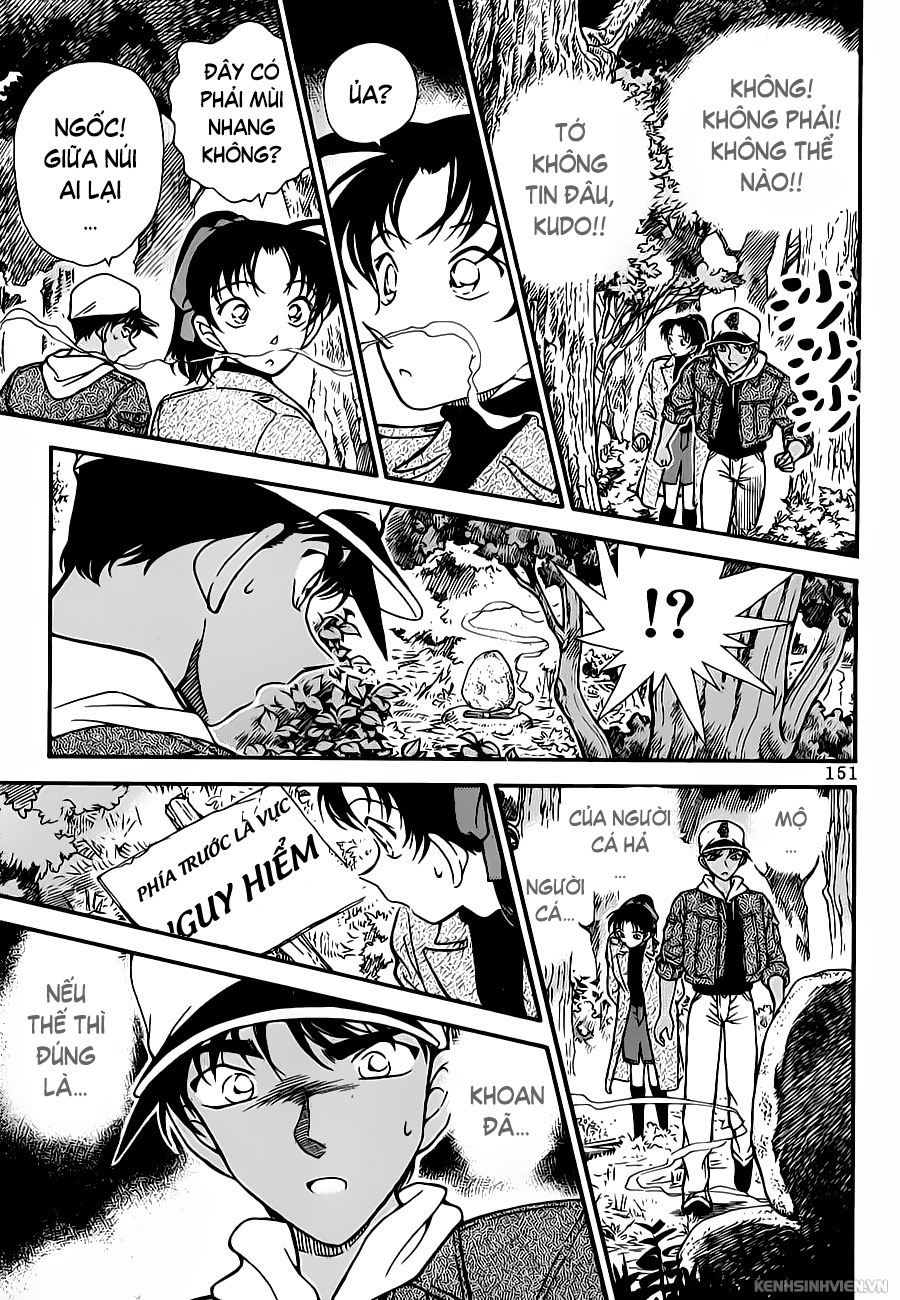 KHÔNG!
KHÔNG PHẢI!
KHÔNG THỂ
NÀO!!
TỚ
KHÔNG
TIN ĐÂU,
KUDO!!
ỦA?
ĐÂY CÓ
PHẢI MÙI
NHANG
KHÔNG?
NGỐC!
GIỮA NÚI
AI LẠI
...
!?
151
MỘ
CỦA NGƯỜI
CÁ HẢ
...
NGƯỜI
CÁ...
PHÍA TRƯỚC LÀ VỰC
NGUY HIỂM
KHOAN
ĐÃ...
NẾU
THẾ THÌ
ĐÚNG
LÀ...
KENHSINHVIEN.VN